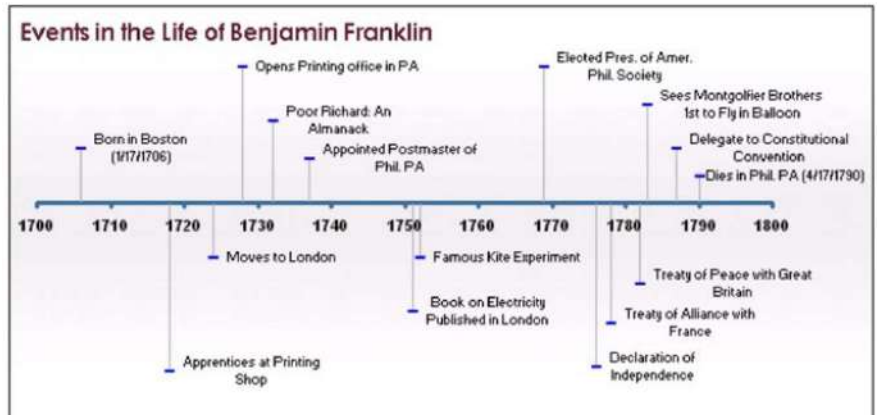 Events in the Life of Benjamin Franklin
Opens Printing office in PA
Elected Pres. of Amer.
Phil. Society
Poor Richard: An
Almanack
Sees Montgolfier Brothers
1st to Fly in Balloon
Born in Boston
(1/17/1706)
Appointed Postmaster of
Phil. PA
Delegate to Constitutional
Convention
Dies in Phil. PA (4/17/1790)
1700 1710 1720 1730 1740 1750 1760 1770 1780 1790 1800
Moves to London
Famous Kite Experiment
Treaty of Peace with Great
Britain
Book on Electricity
Published in London
Treaty of Alliance with
France
Apprentices at Printing
Shop
Declaration of
Independence